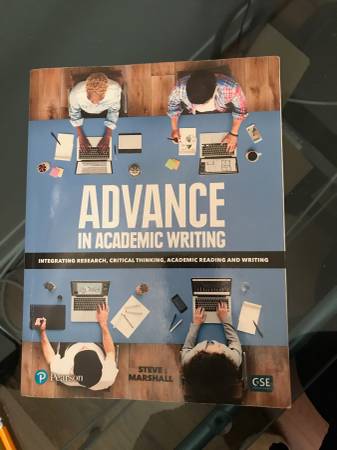 ADVANCE
IN ACADEMIC WRITING
INTEGRATING RESEARCH, CRITICAL THINKING, ACADEMIC READING AND WRITING
STEVE
MARSHALL
Pearson
GSE